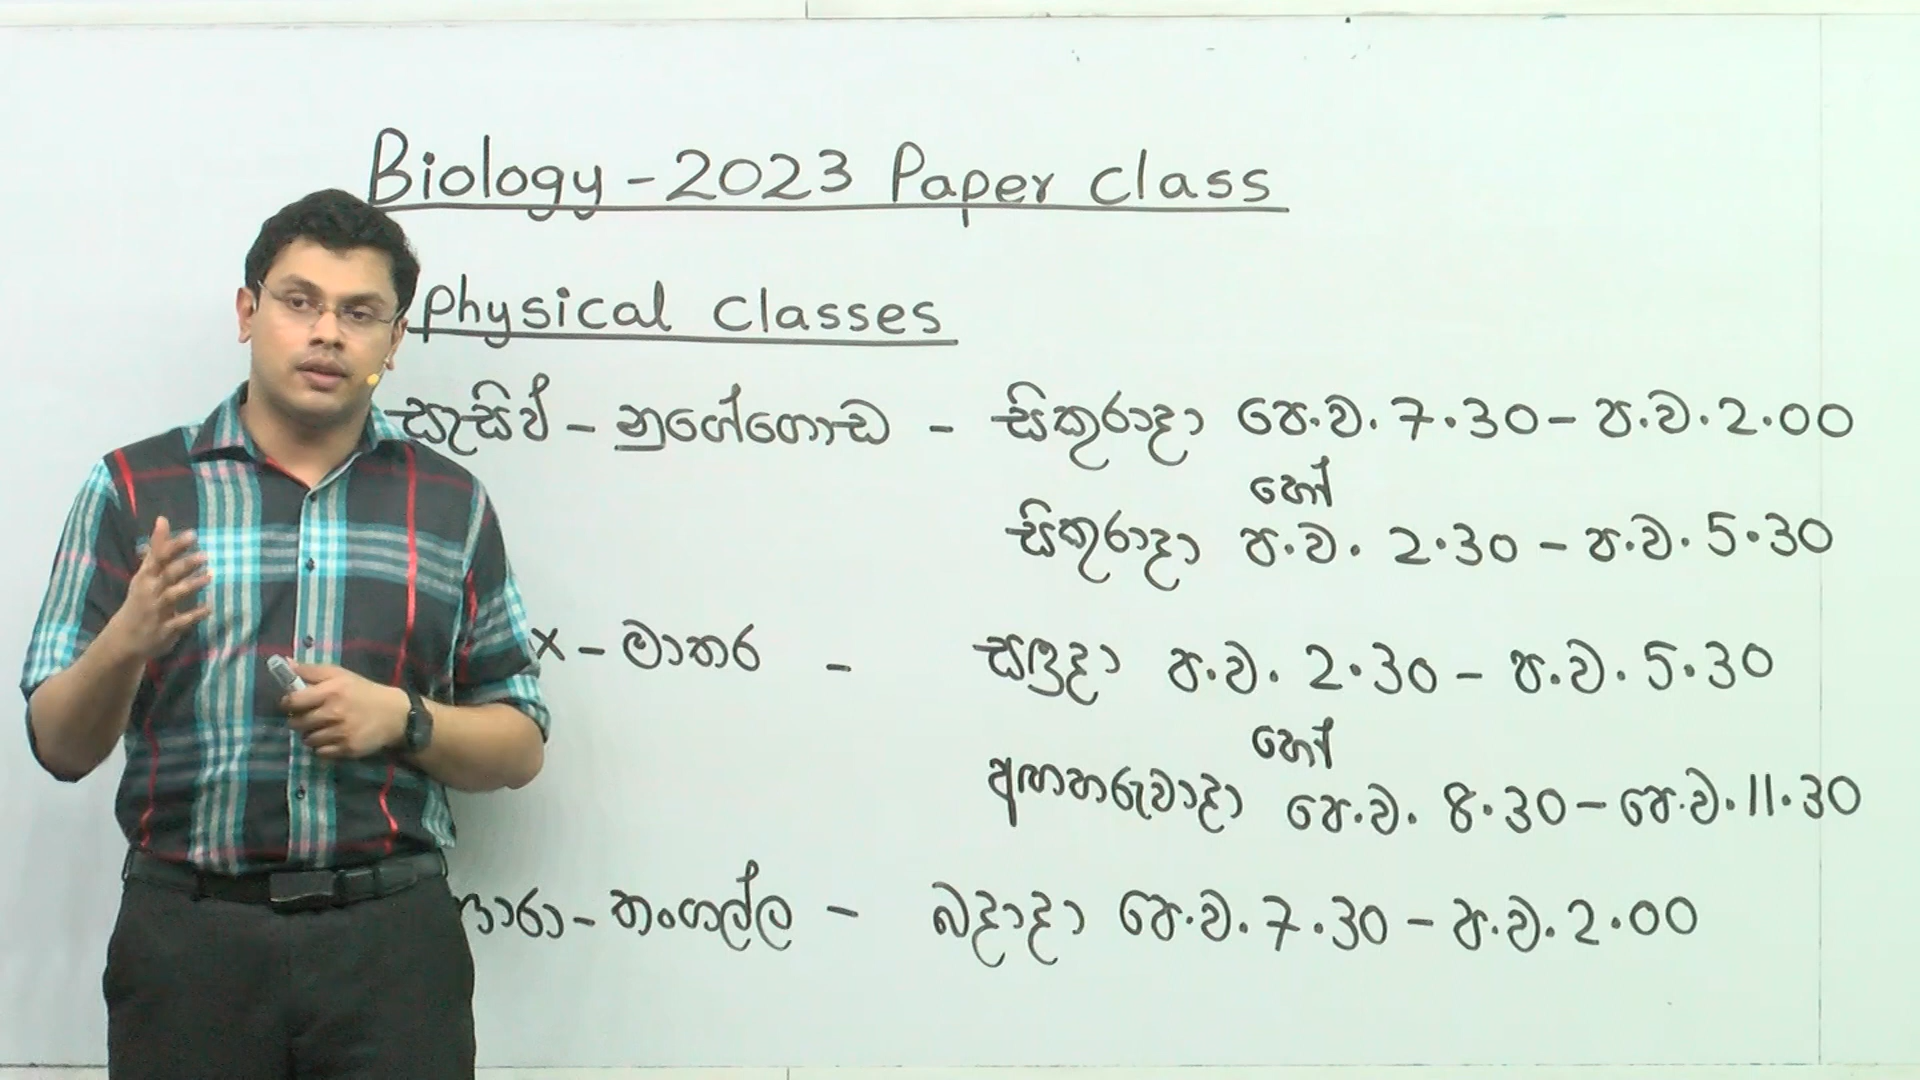 Biology - 2023 Paper class
Physical Classes
සැසිප් - නුගේගොඩ - සිකුරාදා පෙ.ව. 7.30 - ප.ව. 2.00
හෝ
සිකුරාදා ප.ව. 2.30 - ප.ව. 5.30
x - මාතර - සඳුදා ප.ව. 2.30 - ප.ව. 5.30
හෝ
අඟහරුවාදා පෙ.ව. 8.30 - පෙ.ව. 11.30
තංගල්ල - බදාදා පෙ.ව. 7.30 - ප.ව. 2.00